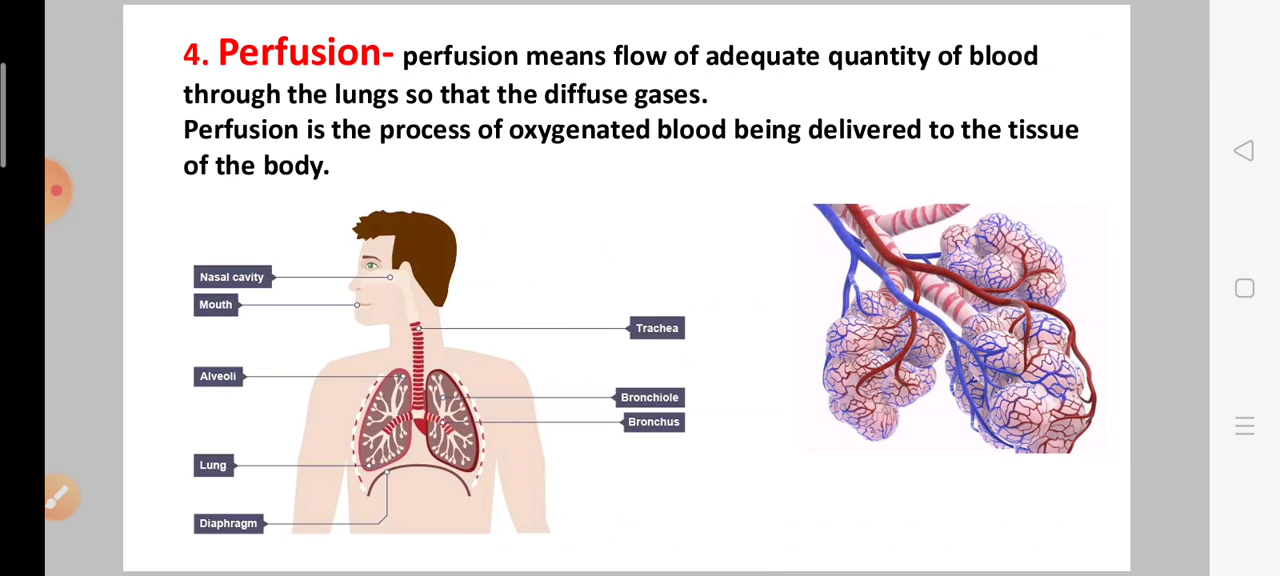 4. Perfusion- perfusion means flow of adequate quantity of blood
through the lungs so that the diffuse gases.
Perfusion is the process of oxygenated blood being delivered to the tissue
of the body.
Nasal cavity
Mouth
Trachea
Alveoli
Bronchiole
Bronchus
Lung
Diaphragm